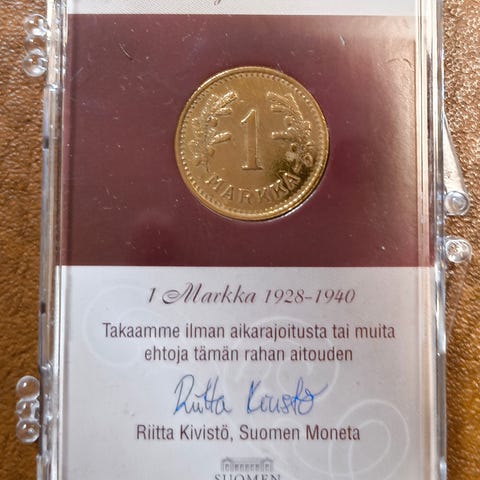 1
MARKKA
1 Markka 1928–1940
Takaamme ilman aikarajoitusta tai muita
ehtoja tämän rahan aitouden
Riitta Kivistö
Riitta Kivistö, Suomen Moneta
SUOMEN